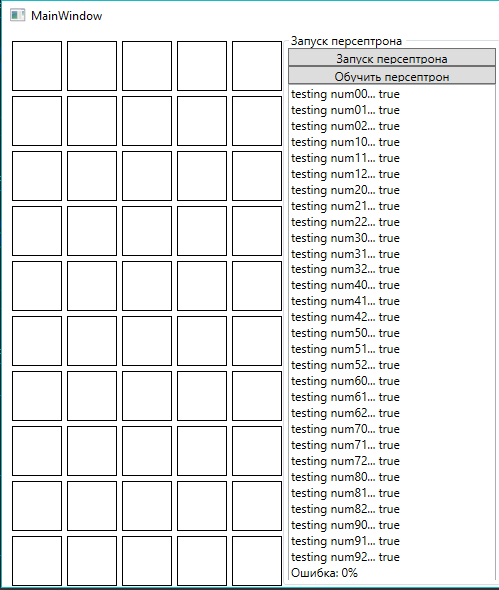 MainWindow
Запуск персептрона
Запуск персептрона
Обучить персептрон
testing num00... true
testing num01... true
testing num02... true
testing num10... true
testing num11... true
testing num12... true
testing num20... true
testing num21... true
testing num22... true
testing num30... true
testing num31... true
testing num32... true
testing num40... true
testing num41... true
testing num42... true
testing num50... true
testing num51... true
testing num52... true
testing num60... true
testing num61... true
testing num62... true
testing num70... true
testing num71... true
testing num72... true
testing num80... true
testing num81... true
testing num82... true
testing num90... true
testing num91... true
testing num92... true
Ошибка: 0%